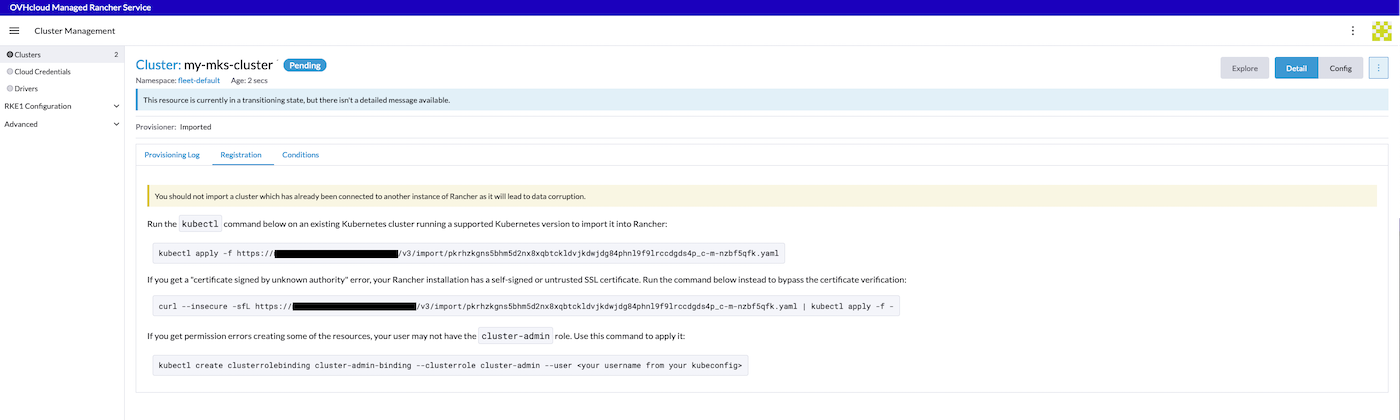 OVHcloud Managed Rancher Service
Cluster Management
Clusters 2
Cloud Credentials
Drivers
RKE1 Configuration
Advanced
Cluster: my-mks-cluster Pending
Namespace: fleet-default Age: 2 secs
Explore Detail Config
This resource is currently in a transitioning state, but there isn't a detailed message available.
Provisioner: Imported
Provisioning Log Registration Conditions
You should not import a cluster which has already been connected to another instance of Rancher as it will lead to data corruption.
Run the kubectl command below on an existing Kubernetes cluster running a supported Kubernetes version to import it into Rancher:
kubectl apply -f https:// /v3/import/pkrhzkgns5bhm5d2nx8xqbtckldvjkdwjdg84phnl9f9lrccdgds4p_c-m-nzbf5qfk.yaml
If you get a "certificate signed by unknown authority" error, your Rancher installation has a self-signed or untrusted SSL certificate. Run the command below instead to bypass the certificate verification:
curl --insecure -sfL https:// /v3/import/pkrhzkgns5bhm5d2nx8xqbtckldvjkdwjdg84phnl9f9lrccdgds4p_c-m-nzbf5qfk.yaml | kubectl apply -f -
If you get permission errors creating some of the resources, your user may not have the cluster-admin role. Use this command to apply it:
kubectl create clusterrolebinding cluster-admin-binding --clusterrole cluster-admin --user <your username from your kubeconfig>